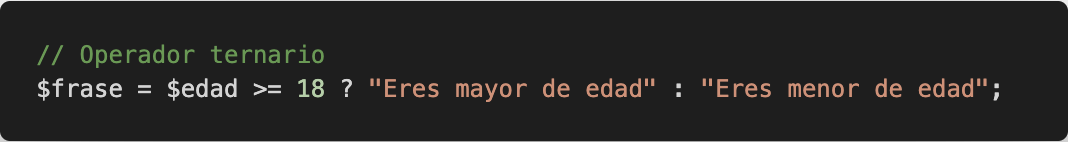 // Operador ternario
$frase = $edad >= 18 ? "Eres mayor de edad" : "Eres menor de edad";